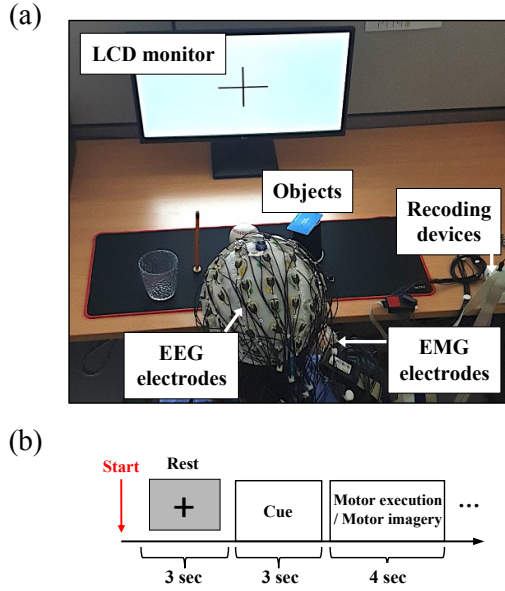 (a)
LCD monitor
Objects
Recoding
devices
EEG
electrodes
EMG
electrodes
(b)
Start
Rest
+
Cue
Motor execution
/ Motor imagery
...
3 sec
3 sec
4 sec